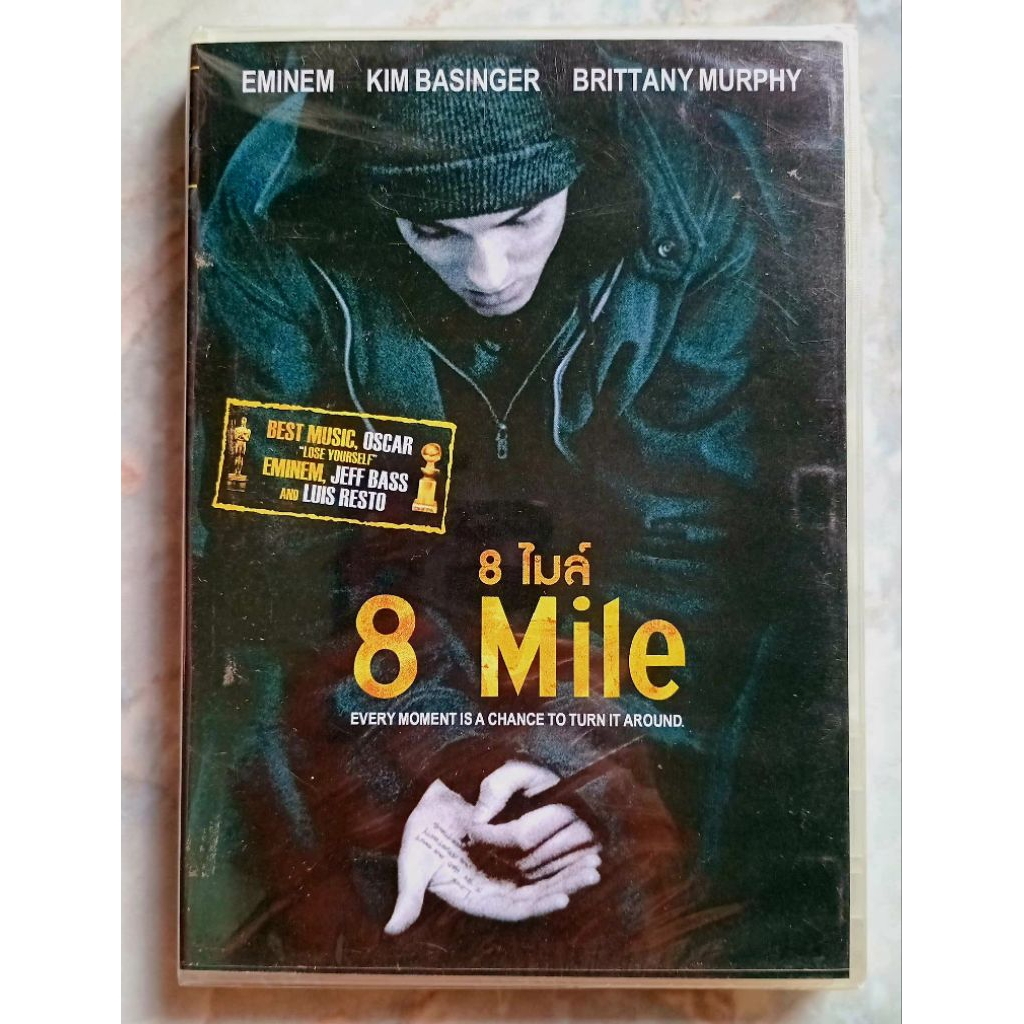 EMINEM KIM BASINGER BRITTANY MURPHY
BEST MUSIC, OSCAR
"LOSE YOURSELF"
EMINEM, JEFF BASS
AND LUIS RESTO
8 ไมล์
8 Mile
EVERY MOMENT IS A CHANCE TO TURN IT AROUND.